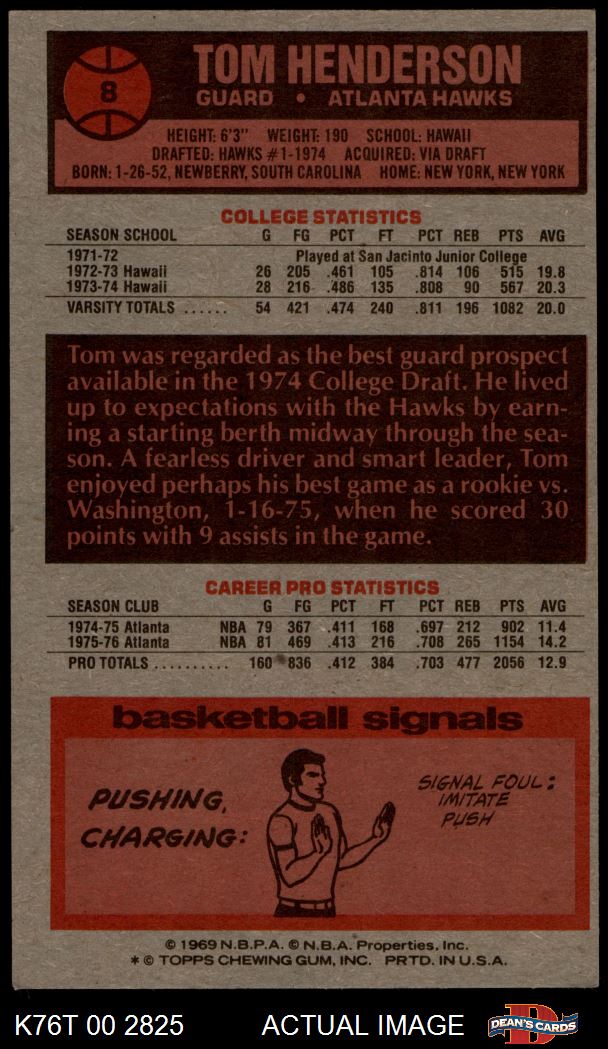 8
TOM HENDERSON
GUARD • ATLANTA HAWKS
HEIGHT: 6'3" WEIGHT: 190 SCHOOL: HAWAII
DRAFTED: HAWKS #1-1974 ACQUIRED: VIA DRAFT
BORN: 1-26-52, NEWBERRY, SOUTH CAROLINA HOME: NEW YORK, NEW YORK
COLLEGE STATISTICS
SEASON SCHOOL G FG PCT FT PCT REB PTS AVG
1971-72 Played at San Jacinto Junior College
1972-73 Hawaii 26 205 .461 105 .814 106 515 19.8
1973-74 Hawaii 28 216 .486 135 .808 90 567 20.3
VARSITY TOTALS ...... 54 421 .474 240 .811 196 1082 20.0
Tom was regarded as the best guard prospect
available in the 1974 College Draft. He lived
up to expectations with the Hawks by earn-
ing a starting berth midway through the sea-
son. A fearless driver and smart leader, Tom
enjoyed perhaps his best game as a rookie vs.
Washington, 1-16-75, when he scored 30
points with 9 assists in the game.
CAREER PRO STATISTICS
SEASON CLUB G FG PCT FT PCT REB PTS AVG
1974-75 Atlanta NBA 79 367 .411 168 .697 212 902 11.4
1975-76 Atlanta NBA 81 469 .413 216 .708 265 1154 14.2
PRO TOTALS .......... 160 836 .412 384 .703 477 2056 12.9
basketball signals
PUSHING,
CHARGING:
SIGNAL FOUL:
IMITATE
PUSH
© 1969 N.B.P.A. © N.B.A. Properties, Inc.
* © TOPPS CHEWING GUM, INC. PRTD. IN U.S.A.
K76T 00 2825 ACTUAL IMAGE
DEAN'S CARDS